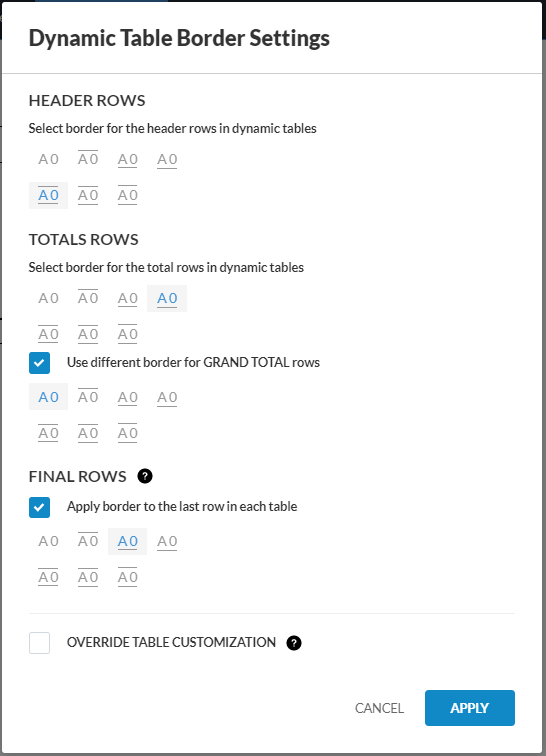 Dynamic Table Border Settings
HEADER ROWS
Select border for the header rows in dynamic tables
A0 A0 A0 A0
A0 A0 A0
TOTALS ROWS
Select border for the total rows in dynamic tables
A0 A0 A0 A0
A0 A0 A0
Use different border for GRAND TOTAL rows
A0 A0 A0 A0
A0 A0 A0
FINAL ROWS ?
Apply border to the last row in each table
A0 A0 A0 A0
A0 A0 A0
OVERRIDE TABLE CUSTOMIZATION ?
CANCEL APPLY